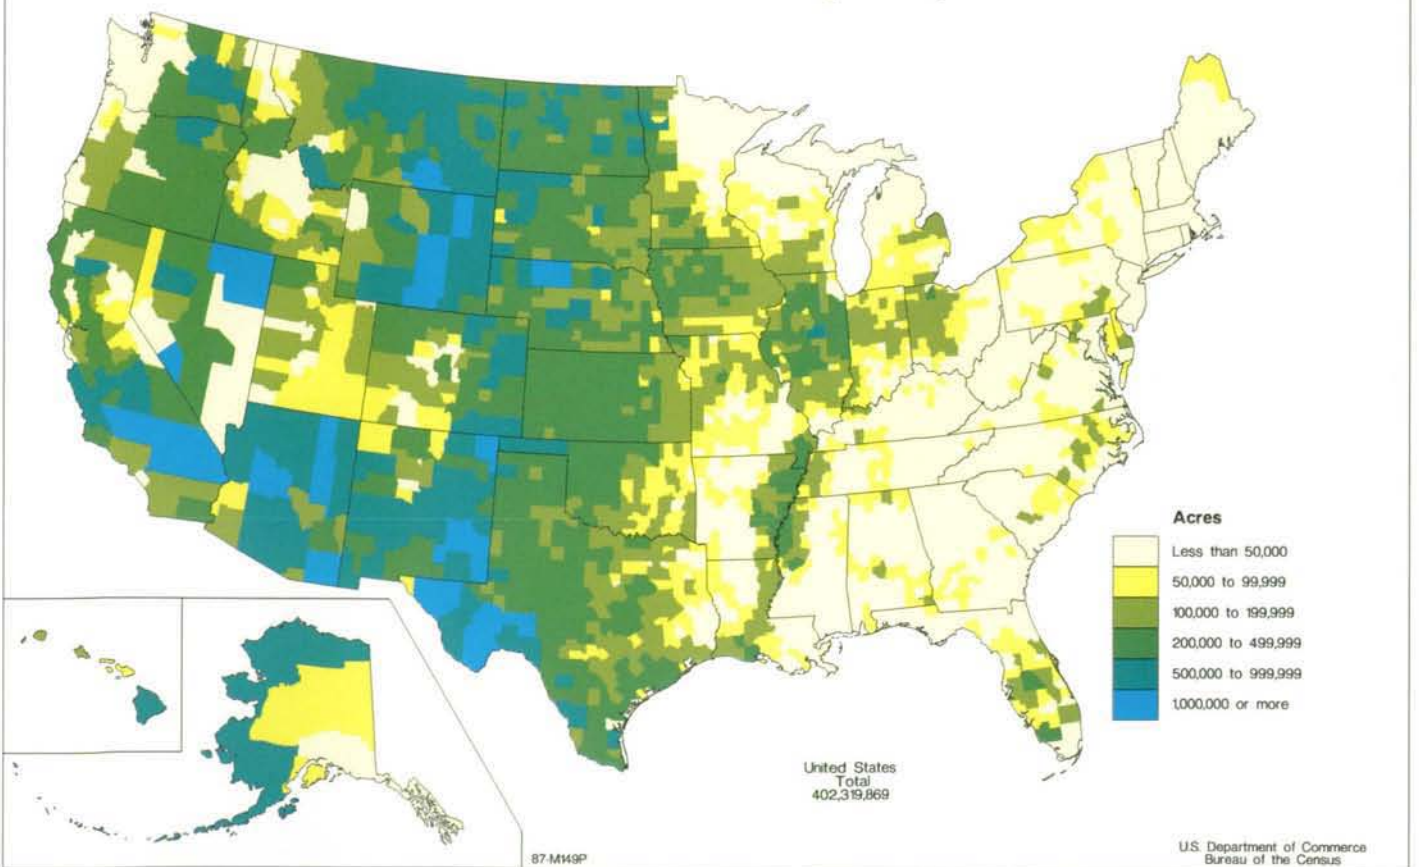 Acres
Less than 50,000
50,000 to 99,999
100,000 to 199,999
200,000 to 499,999
500,000 to 999,999
1,000,000 or more
United States
Total
402,319,869
87-M149P
U.S. Department of Commerce
Bureau of the Census